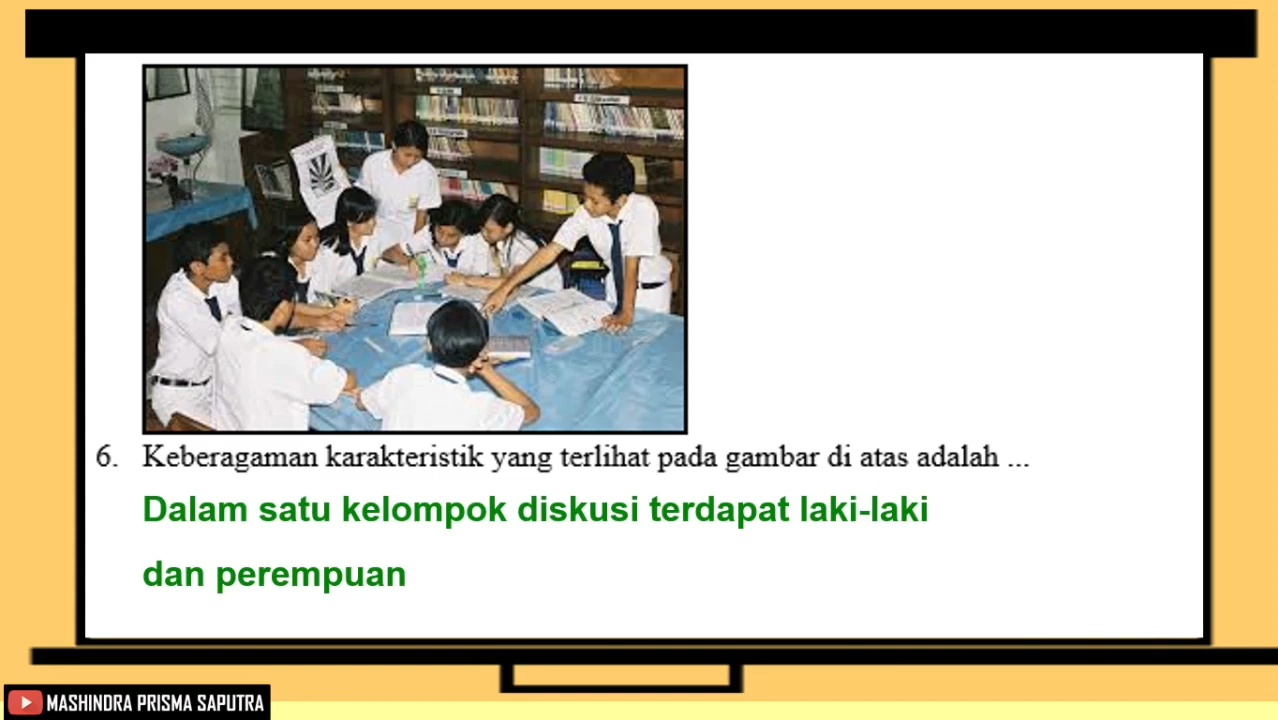 6. Keberagaman karakteristik yang terlihat pada gambar di atas adalah ...
Dalam satu kelompok diskusi terdapat laki-laki
dan perempuan
MASHINDRA PRISMA SAPUTRA